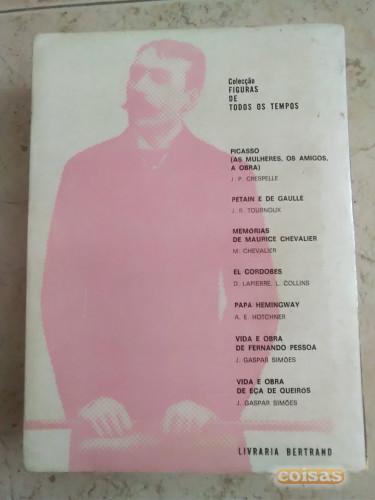 Colecção
FIGURAS
DE
TODOS OS TEMPOS
PICASSO
(AS MULHERES, OS AMIGOS,
A OBRA)
J. P. CRESPELLE
PETAIN E DE GAULLE
J. R. TOURNOUX
MEMÓRIAS
DE MAURICE CHEVALIER
M. CHEVALIER
EL CORDOBES
D. LAPIERRE, L. COLLINS
PAPA HEMINGWAY
A. E. HOTCHNER
VIDA E OBRA
DE FERNANDO PESSOA
J. GASPAR SIMÕES
VIDA E OBRA
DE EÇA DE QUEIRÓS
J. GASPAR SIMÕES
LIVRARIA BERTRAND
coisas